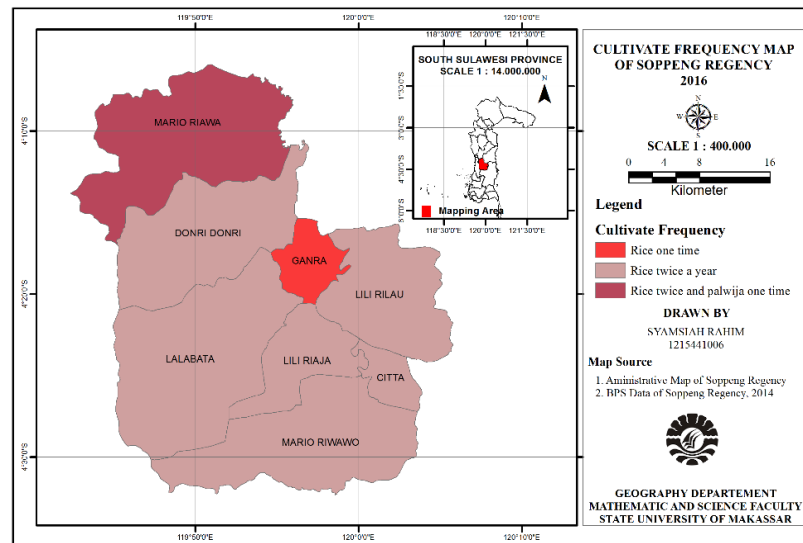 119°50'0"E 120°0'0"E 120°10'0"E
4°10'0"S
4°20'0"S
4°30'0"S
MARIO RIAWA
DONRI DONRI
GANRA
LILI RILAU
LALABATA
LILI RIAJA
CITTA
MARIO RIWAWO
119°50'0"E 120°0'0"E 120°10'0"E
118°30'0"E 120°0'0"E 121°30'0"E
SOUTH SULAWESI PROVINCE
SCALE 1 : 14.000.000
N
1°30'0"S
3°0'0"S
4°30'0"S
6°0'0"S
Mapping Area
118°30'0"E 120°0'0"E 121°30'0"E
CULTIVATE FREQUENCY MAP
OF SOPPENG REGENCY
2016
N
W E
S
SCALE 1 : 400.000
0 4 8 16
Kilometer
Legend
Cultivate Frequency
Rice one time
Rice twice a year
Rice twice and palwija one time
DRAWN BY
SYAMSIAH RAHIM
1215441006
Map Source
1. Aministrative Map of Soppeng Regency
2. BPS Data of Soppeng Regency, 2014
GEOGRAPHY DEPARTEMENT
MATHEMATIC AND SCIENCE FACULTY
STATE UNIVERSITY OF MAKASSAR